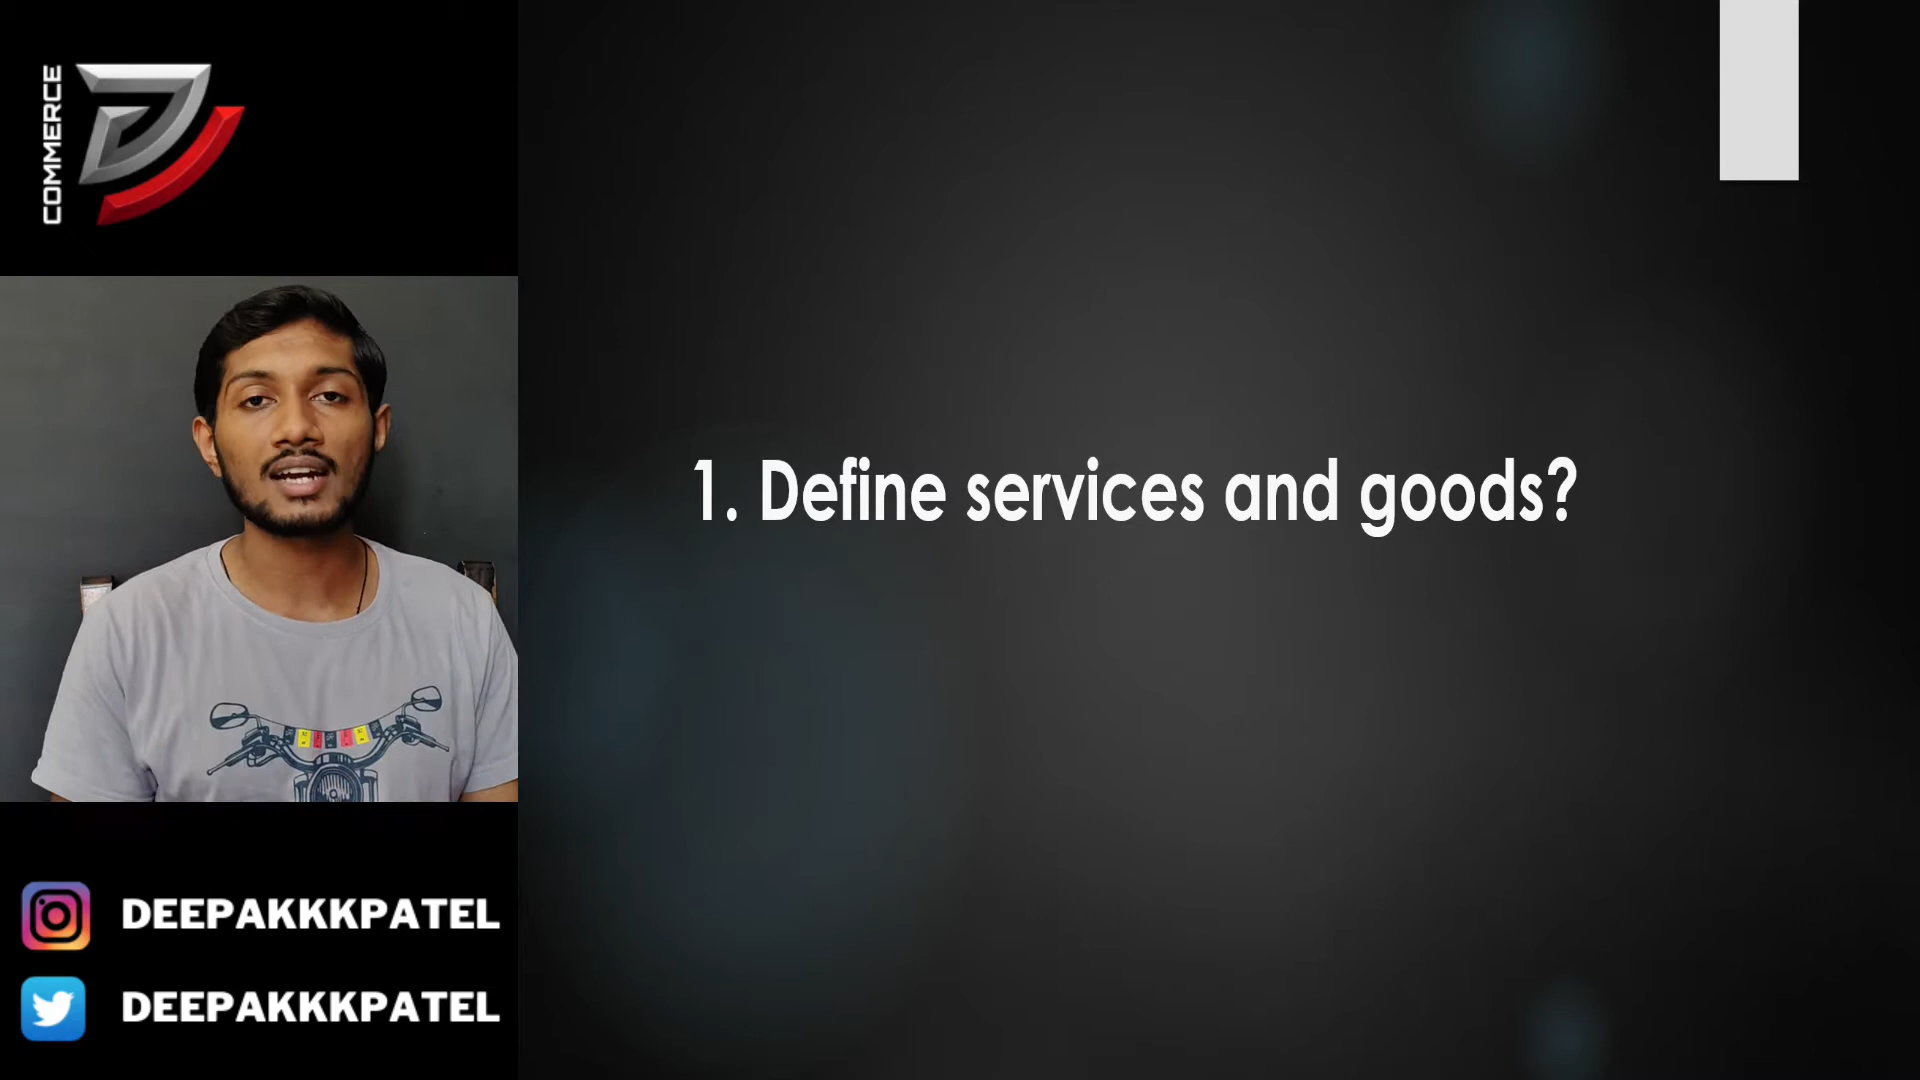 COMMERCE
1. Define services and goods?
DEEPAKKKPATEL
DEEPAKKKPATEL